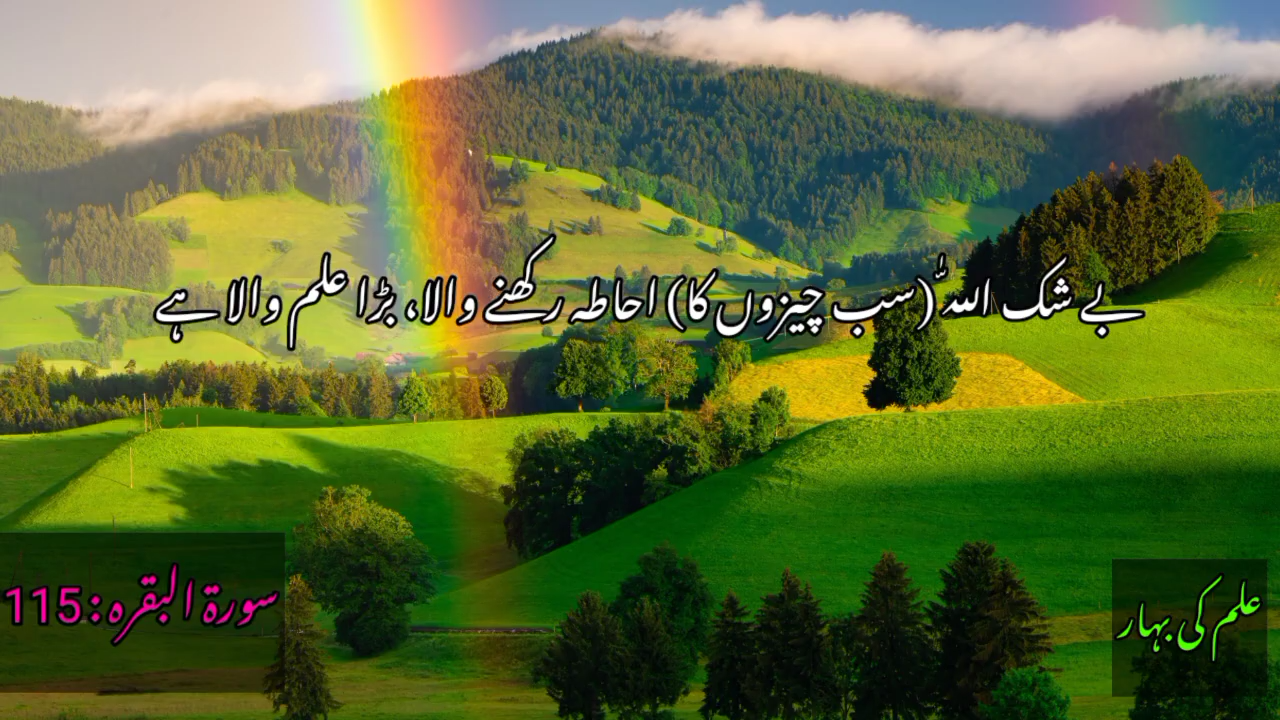 بے شک اللہ (سب چیزوں کا) احاطہ رکھنے والا، بڑا علم والا ہے
سورۃ البقرہ:115
علم کی بہار